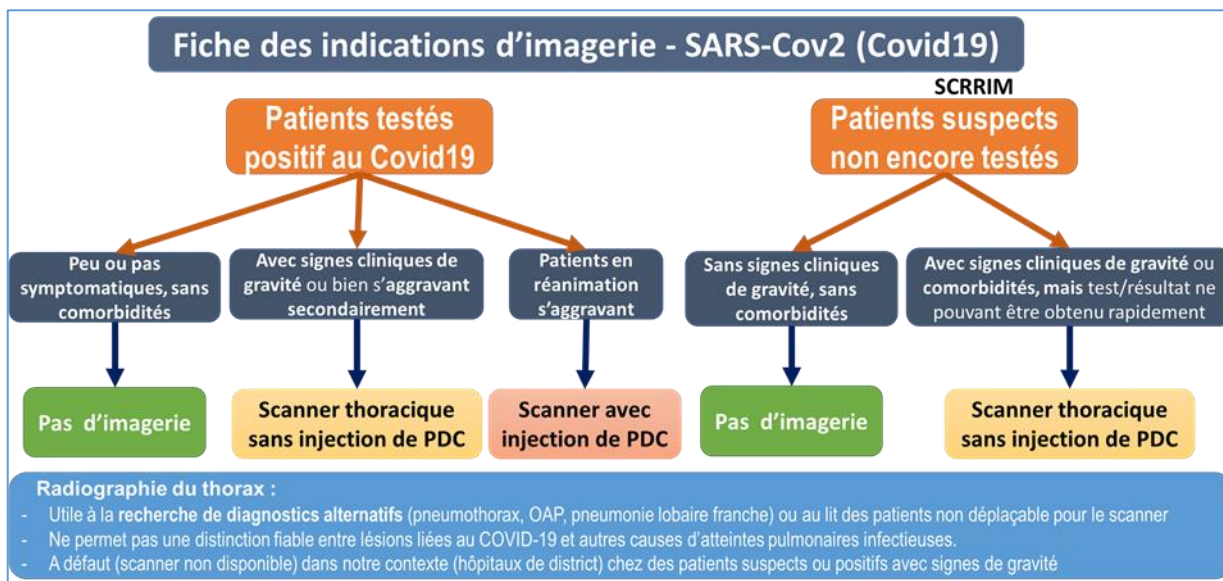 Fiche des indications d’imagerie - SARS-Cov2 (Covid19)
SCRRIM
Patients testés
positif au Covid19
Patients suspects
non encore testés
Peu ou pas
symptomatiques, sans
comorbidités
Avec signes cliniques de
gravité ou bien s’aggravant
secondairement
Patients en
réanimation
s’aggravant
Sans signes cliniques
de gravité, sans
comorbidités
Avec signes cliniques de gravité ou
comorbidités, mais test/résultat ne
pouvant être obtenu rapidement
Pas d’imagerie
Scanner thoracique
sans injection de PDC
Scanner avec
injection de PDC
Pas d’imagerie
Scanner thoracique
sans injection de PDC
Radiographie du thorax :
- Utile à la recherche de diagnostics alternatifs (pneumothorax, OAP, pneumonie lobaire franche) ou au lit des patients non déplaçable pour le scanner
- Ne permet pas une distinction fiable entre lésions liées au COVID-19 et autres causes d’atteintes pulmonaires infectieuses.
- A défaut (scanner non disponible) dans notre contexte (hôpitaux de district) chez des patients suspects ou positifs avec signes de gravité